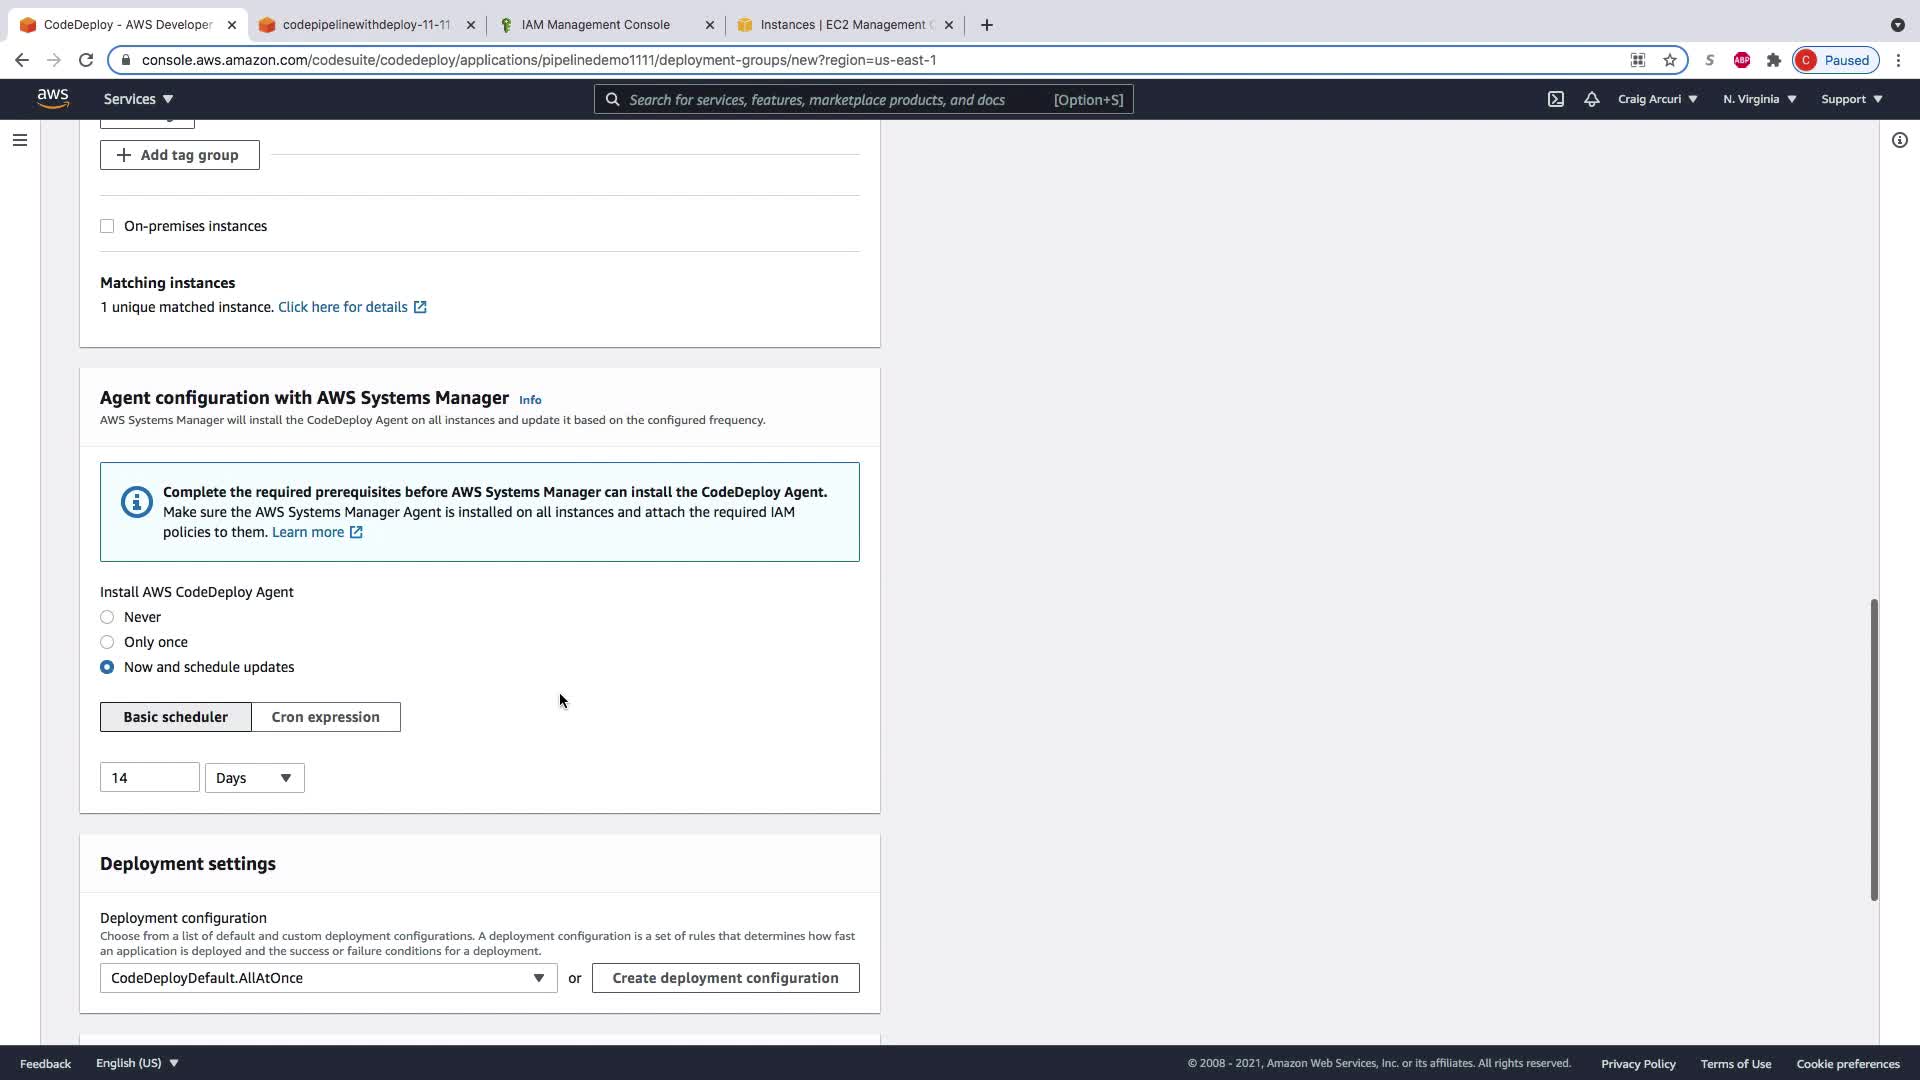 CodeDeploy - AWS Developer
codepipelinewithdeploy-11-11
IAM Management Console
Instances | EC2 Management C
console.aws.amazon.com/codesuite/codedeploy/applications/pipelinedemo1111/deployment-groups/new?region=us-east-1
S
ABP
C
Paused
aws
Services
Search for services, features, marketplace products, and docs
[Option+S]
Craig Arcuri
N. Virginia
Support
Add tag group
On-premises instances
Matching instances
1 unique matched instance. Click here for details
Agent configuration with AWS Systems Manager Info
AWS Systems Manager will install the CodeDeploy Agent on all instances and update it based on the configured frequency.
Complete the required prerequisites before AWS Systems Manager can install the CodeDeploy Agent.
Make sure the AWS Systems Manager Agent is installed on all instances and attach the required IAM
policies to them. Learn more
Install AWS CodeDeploy Agent
Never
Only once
Now and schedule updates
Basic scheduler
Cron expression
14
Days
Deployment settings
Deployment configuration
Choose from a list of default and custom deployment configurations. A deployment configuration is a set of rules that determines how fast
an application is deployed and the success or failure conditions for a deployment.
CodeDeployDefault.AllAtOnce
or
Create deployment configuration
Feedback
English (US)
© 2008 - 2021, Amazon Web Services, Inc. or its affiliates. All rights reserved.
Privacy Policy
Terms of Use
Cookie preferences